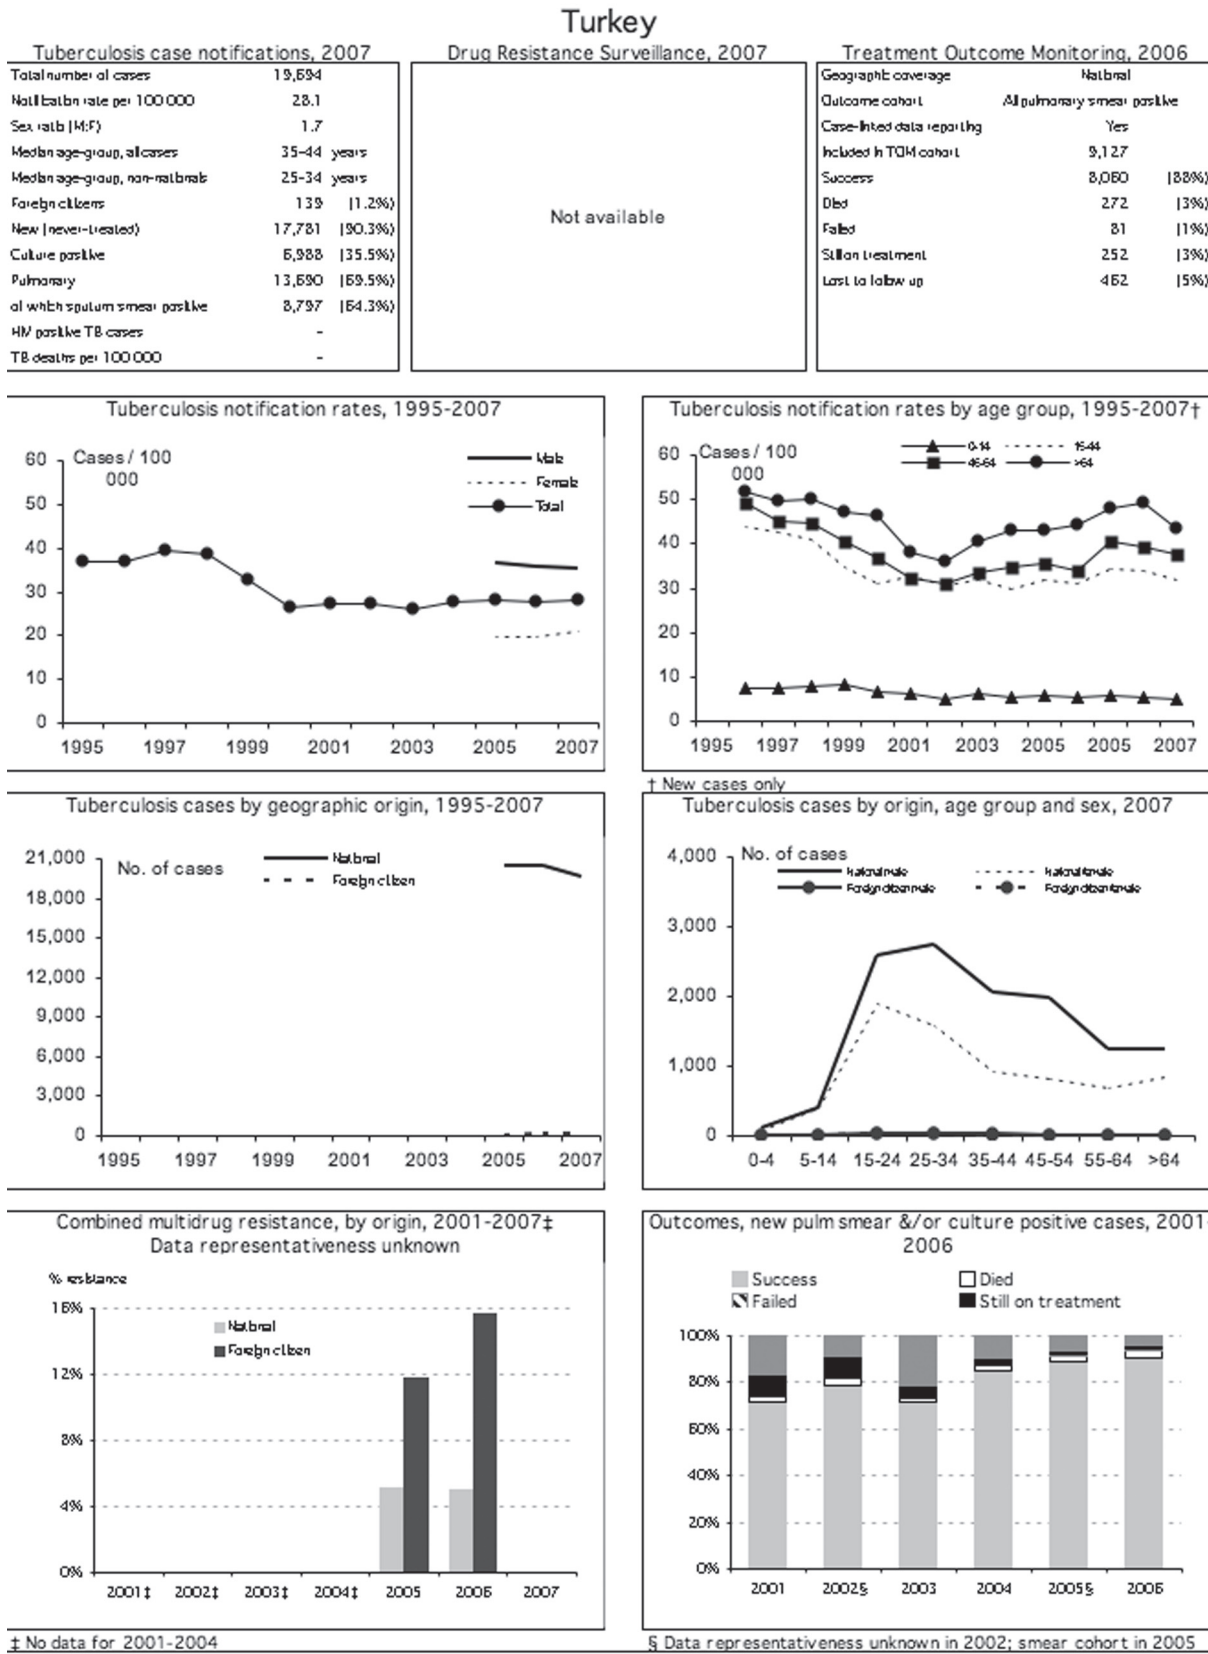 Turkey
Tuberculosis case notifications, 2007
Total number of cases 19,694
Notification rate per 100 000 28.1
Sex ratio (M:F) 1.7
Median age-group, all cases 35-44 years
Median age-group, non-nationals 25-34 years
Foreign citizens 139 (1.2%)
New (never-treated) 17,781 (90.3%)
Culture positive 6,988 (35.5%)
Pulmonary 13,690 (69.5%)
of which sputum smear positive 8,797 (64.3%)
HIV positive TB cases -
TB deaths per 100 000 -
Drug Resistance Surveillance, 2007
Not available
Treatment Outcome Monitoring, 2006
Geographic coverage National
Outcome cohort All pulmonary smear positive
Case-linked data reporting Yes
Included in TOM cohort 9,127
Success 8,060 (88%)
Died 272 (3%)
Failed 81 (1%)
Still on treatment 252 (3%)
Lost to follow up 462 (5%)
Tuberculosis notification rates, 1995-2007
Cases / 100
000
Male
Female
Total
60
50
40
30
20
10
0
1995 1997 1999 2001 2003 2005 2007
Tuberculosis notification rates by age group, 1995-2007†
Cases / 100
000
0-14 15-44
45-64 >64
60
50
40
30
20
10
0
1995 1997 1999 2001 2003 2005 2005 2007
† New cases only
Tuberculosis cases by geographic origin, 1995-2007
No. of cases
National
Foreign citizen
21,000
18,000
15,000
12,000
9,000
6,000
3,000
0
1995 1997 1999 2001 2003 2005 2007
Tuberculosis cases by origin, age group and sex, 2007
No. of cases
National male National female
Foreign citizen male Foreign citizen female
4,000
3,000
2,000
1,000
0
0-4 5-14 15-24 25-34 35-44 45-54 55-64 >64
Combined multidrug resistance, by origin, 2001-2007‡
Data representativeness unknown
% resistance
National
Foreign citizen
16%
12%
8%
4%
0%
2001‡ 2002‡ 2003‡ 2004‡ 2005 2006 2007
‡ No data for 2001-2004
Outcomes, new pulm smear &/or culture positive cases, 2001-
2006
Success Died
Failed Still on treatment
100%
80%
60%
40%
20%
0%
2001 2002§ 2003 2004 2005§ 2006
§ Data representativeness unknown in 2002; smear cohort in 2005